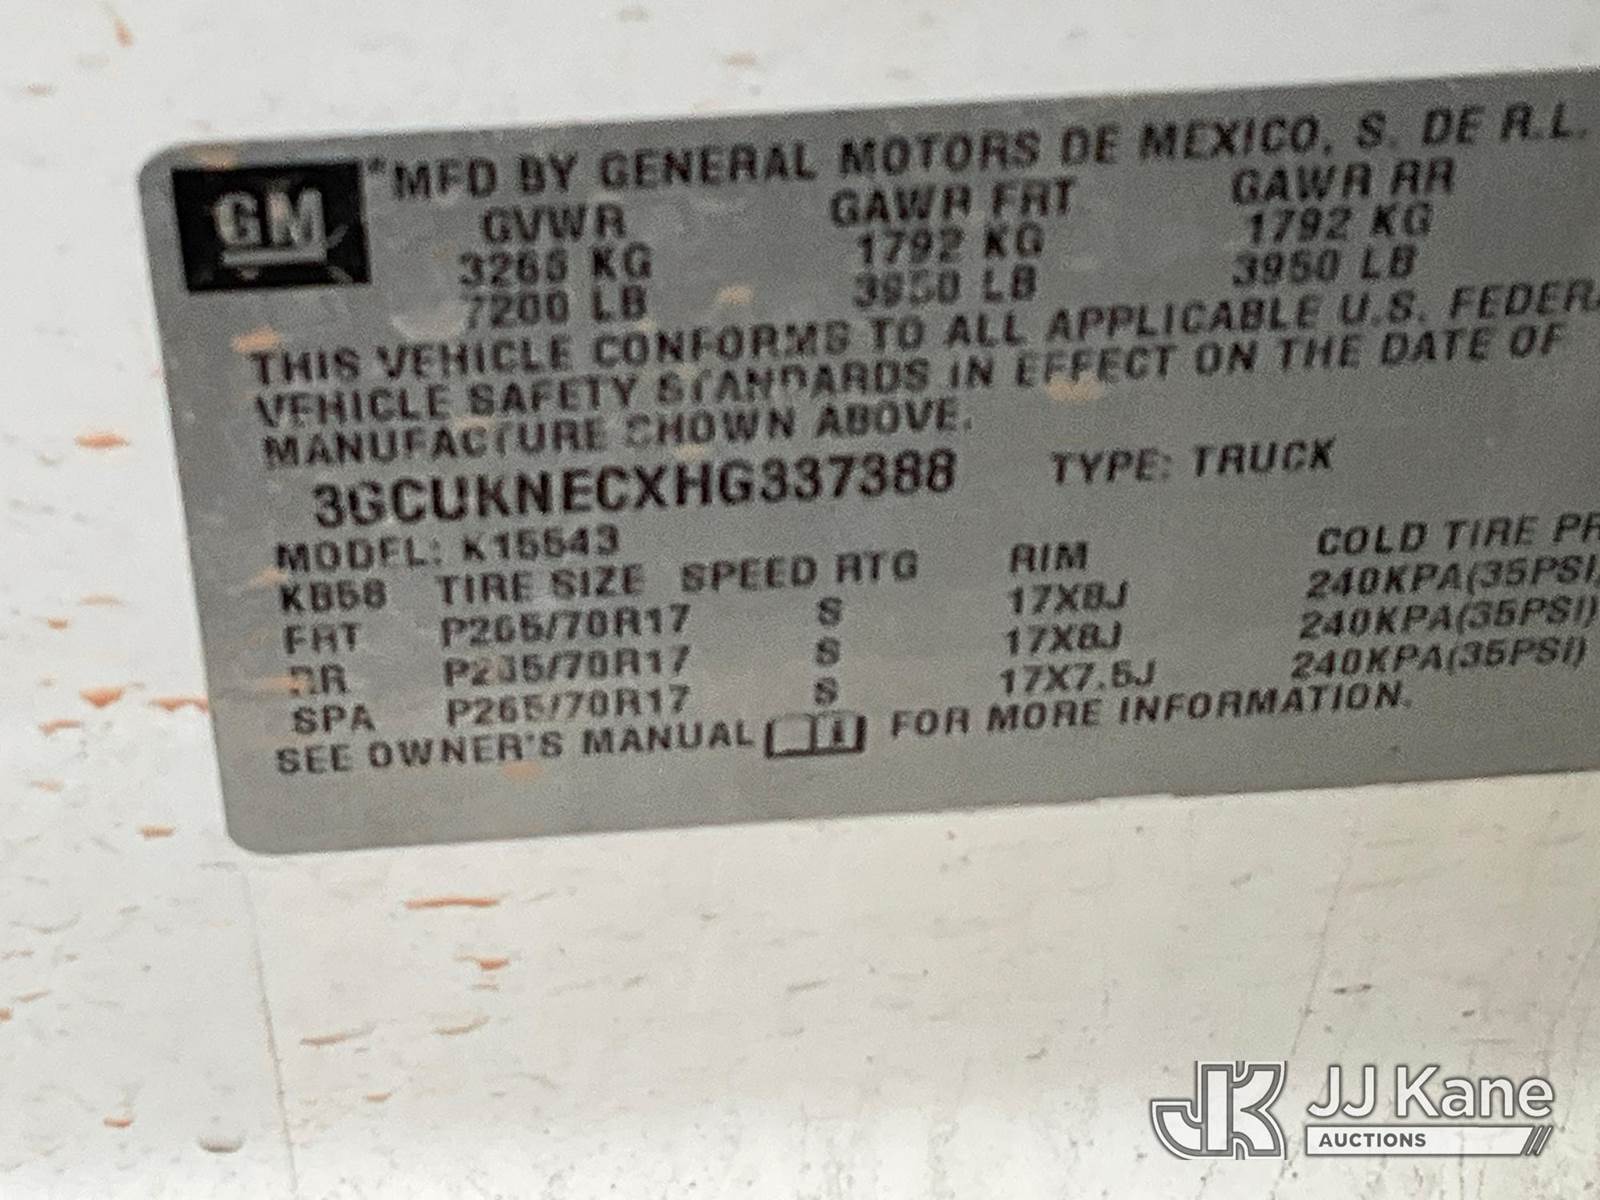 GM
*MFD BY GENERAL MOTORS DE MEXICO, S. DE R.L.
GVWR GAWR FRT GAWR RR
3266 KG 1792 KG 1792 KG
7200 LB 3950 LB 3950 LB
THIS VEHICLE CONFORMS TO ALL APPLICABLE U.S. FEDERA
VEHICLE SAFETY STANDARDS IN EFFECT ON THE DATE OF
MANUFACTURE SHOWN ABOVE.
3GCUKNECXHG337388 TYPE: TRUCK
MODEL: K15543
KB58 TIRE SIZE SPEED RTG RIM COLD TIRE PR
FRT P265/70R17 S 17X8J 240KPA(35PSI)
RR P265/70R17 S 17X8J 240KPA(35PSI)
SPA P265/70R17 S 17X7.5J 240KPA(35PSI)
SEE OWNER'S MANUAL FOR MORE INFORMATION.
JK JJ Kane
AUCTIONS